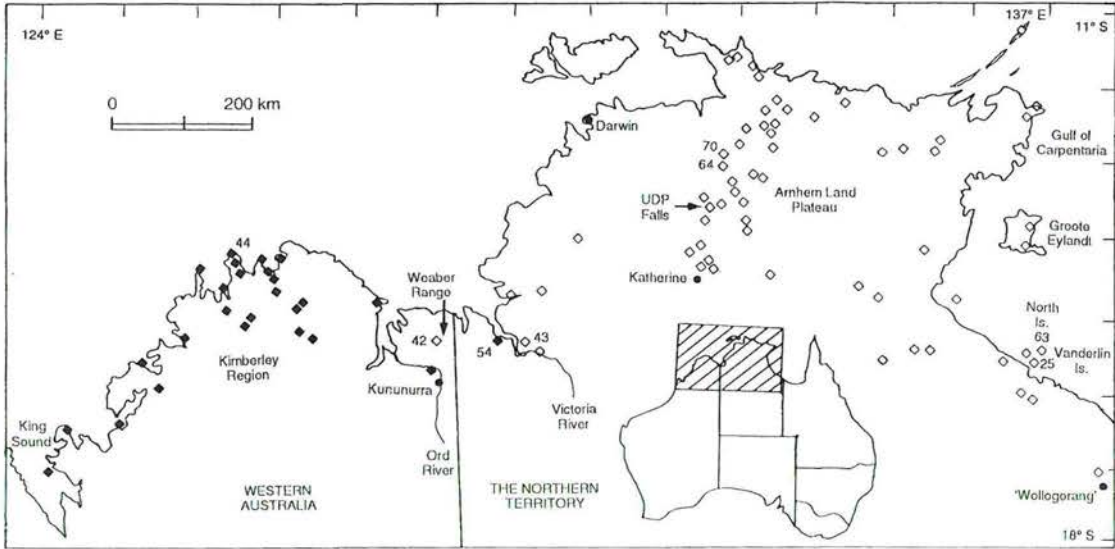 124° E
137° E
11° S
0
200 km
Darwin
Gulf of
Carpentaria
70
64
Arnhem Land
Plateau
UDP
Falls
Groote
Eylandt
44
Weaber
Range
Katherine
North
Is.
63
42
54
43
Vanderlin
Is.
25
Kimberley
Region
Kununurra
King
Sound
Victoria
River
Ord
River
WESTERN
AUSTRALIA
THE NORTHERN
TERRITORY
'Wollogorang'
18° S